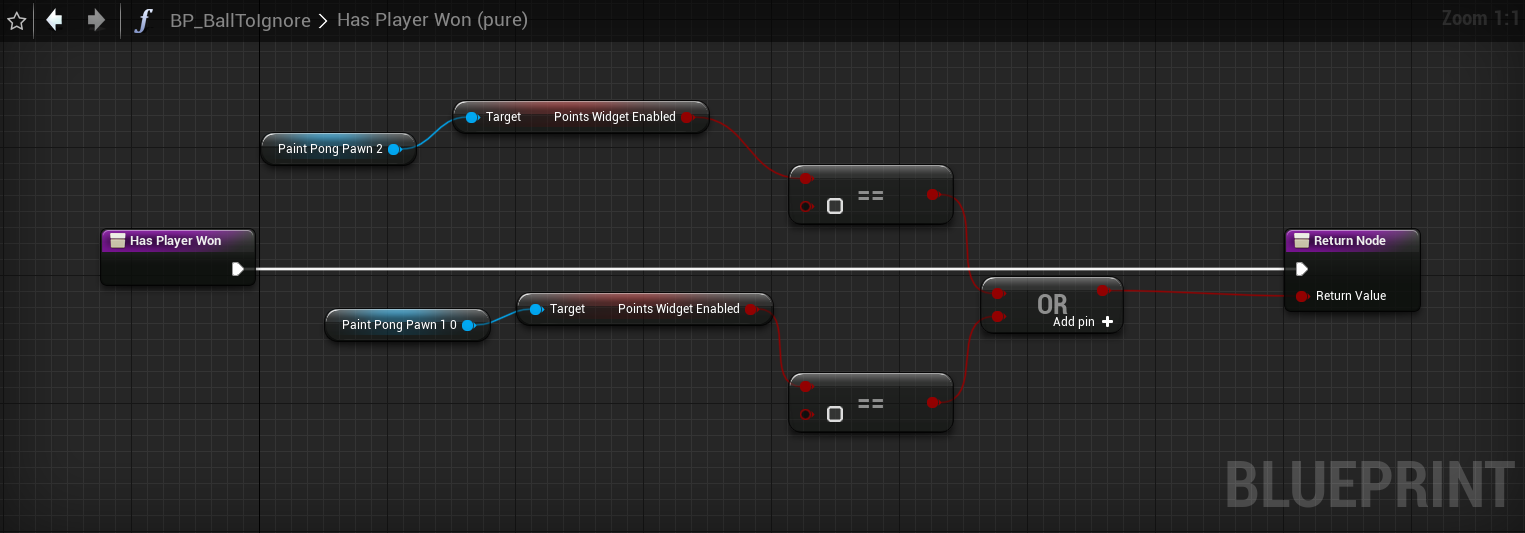 BP_BallToIgnore > Has Player Won (pure)
Zoom 1:1
Target Points Widget Enabled
Paint Pong Pawn 2
==
Has Player Won
Return Node
Target Points Widget Enabled
Paint Pong Pawn 1 0
OR
Add pin +
Return Value
==
BLUEPRINT